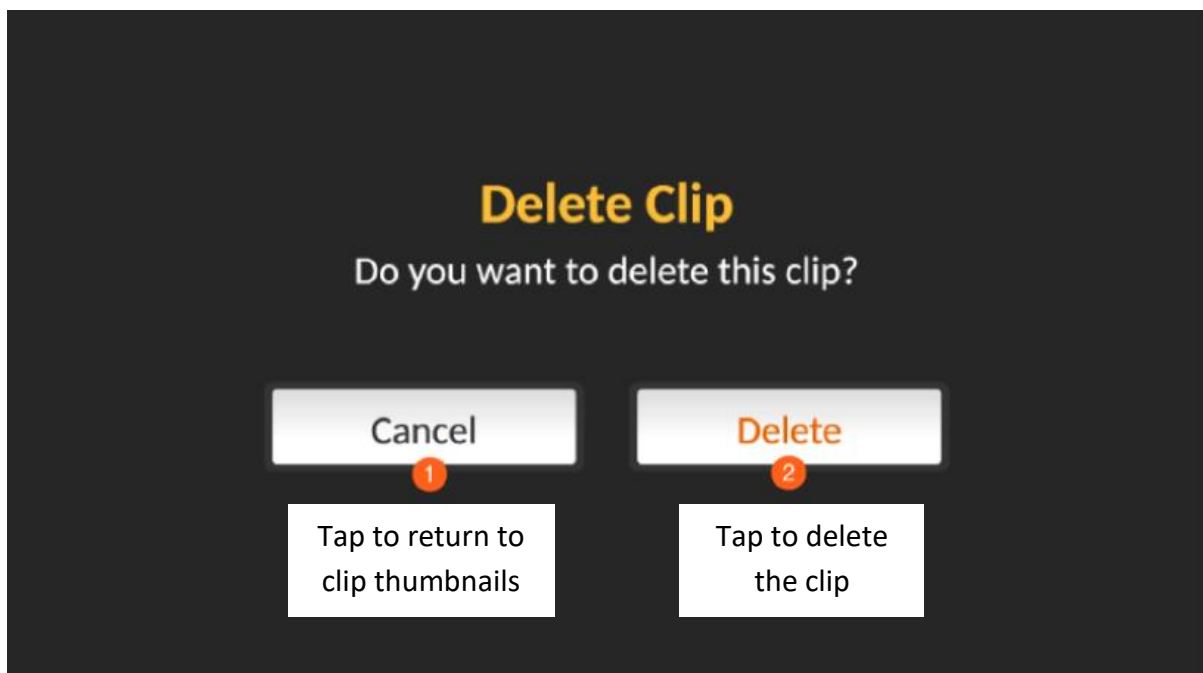 Delete Clip
Do you want to delete this clip?
Cancel
Delete
1
2
Tap to return to
clip thumbnails
Tap to delete
the clip